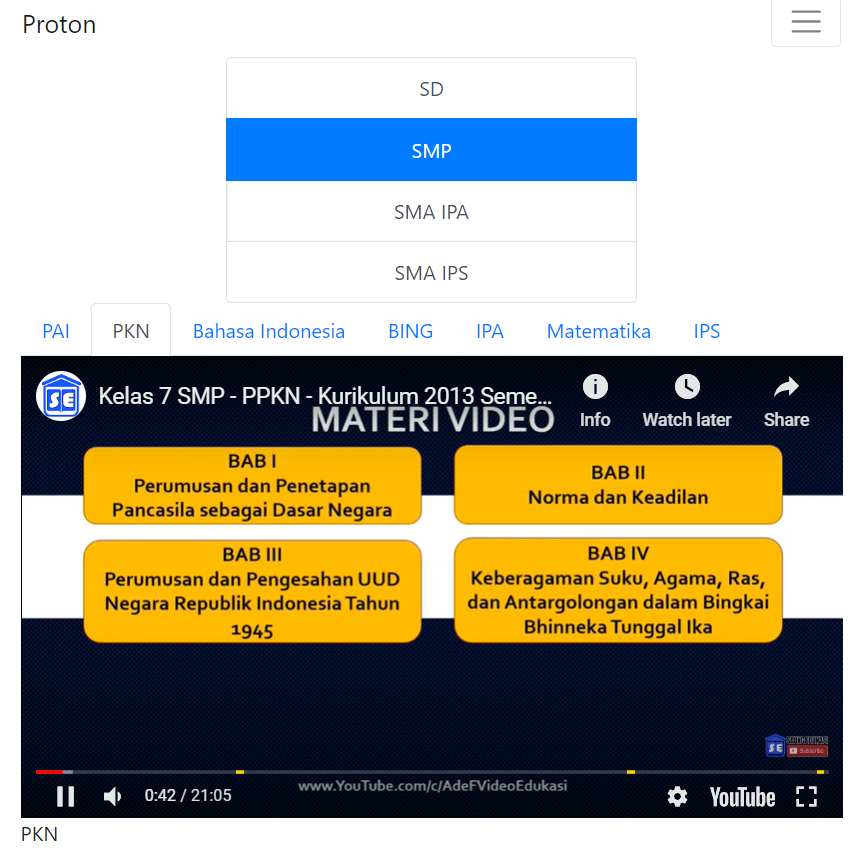 Proton
SD
SMP
SMA IPA
SMA IPS
PAI PKN Bahasa Indonesia BING IPA Matematika IPS
SE
Kelas 7 SMP - PPKN - Kurikulum 2013 Seme...
Info Watch later Share
MATERI VIDEO
BAB I
Perumusan dan Penetapan
Pancasila sebagai Dasar Negara
BAB II
Norma dan Keadilan
BAB III
Perumusan dan Pengesahan UUD
Negara Republik Indonesia Tahun
1945
BAB IV
Keberagaman Suku, Agama, Ras,
dan Antargolongan dalam Bingkai
Bhinneka Tunggal Ika
SE
Subscribe
www.YouTube.com/c/AdeFVideoEdukasi
0:42 / 21:05
YouTube
PKN